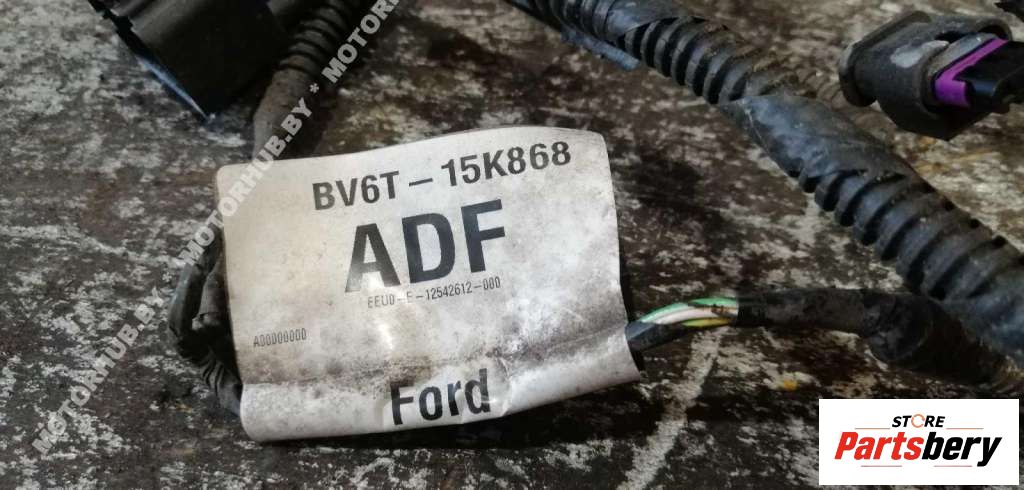 BV6T-15K868
ADF
EEUD-E-12542612-000
A00000000
Ford
MOTORHUB.BY * MOTORHUB.BY * MOTORHUB.BY * MOTOR
STORE
Partsbery